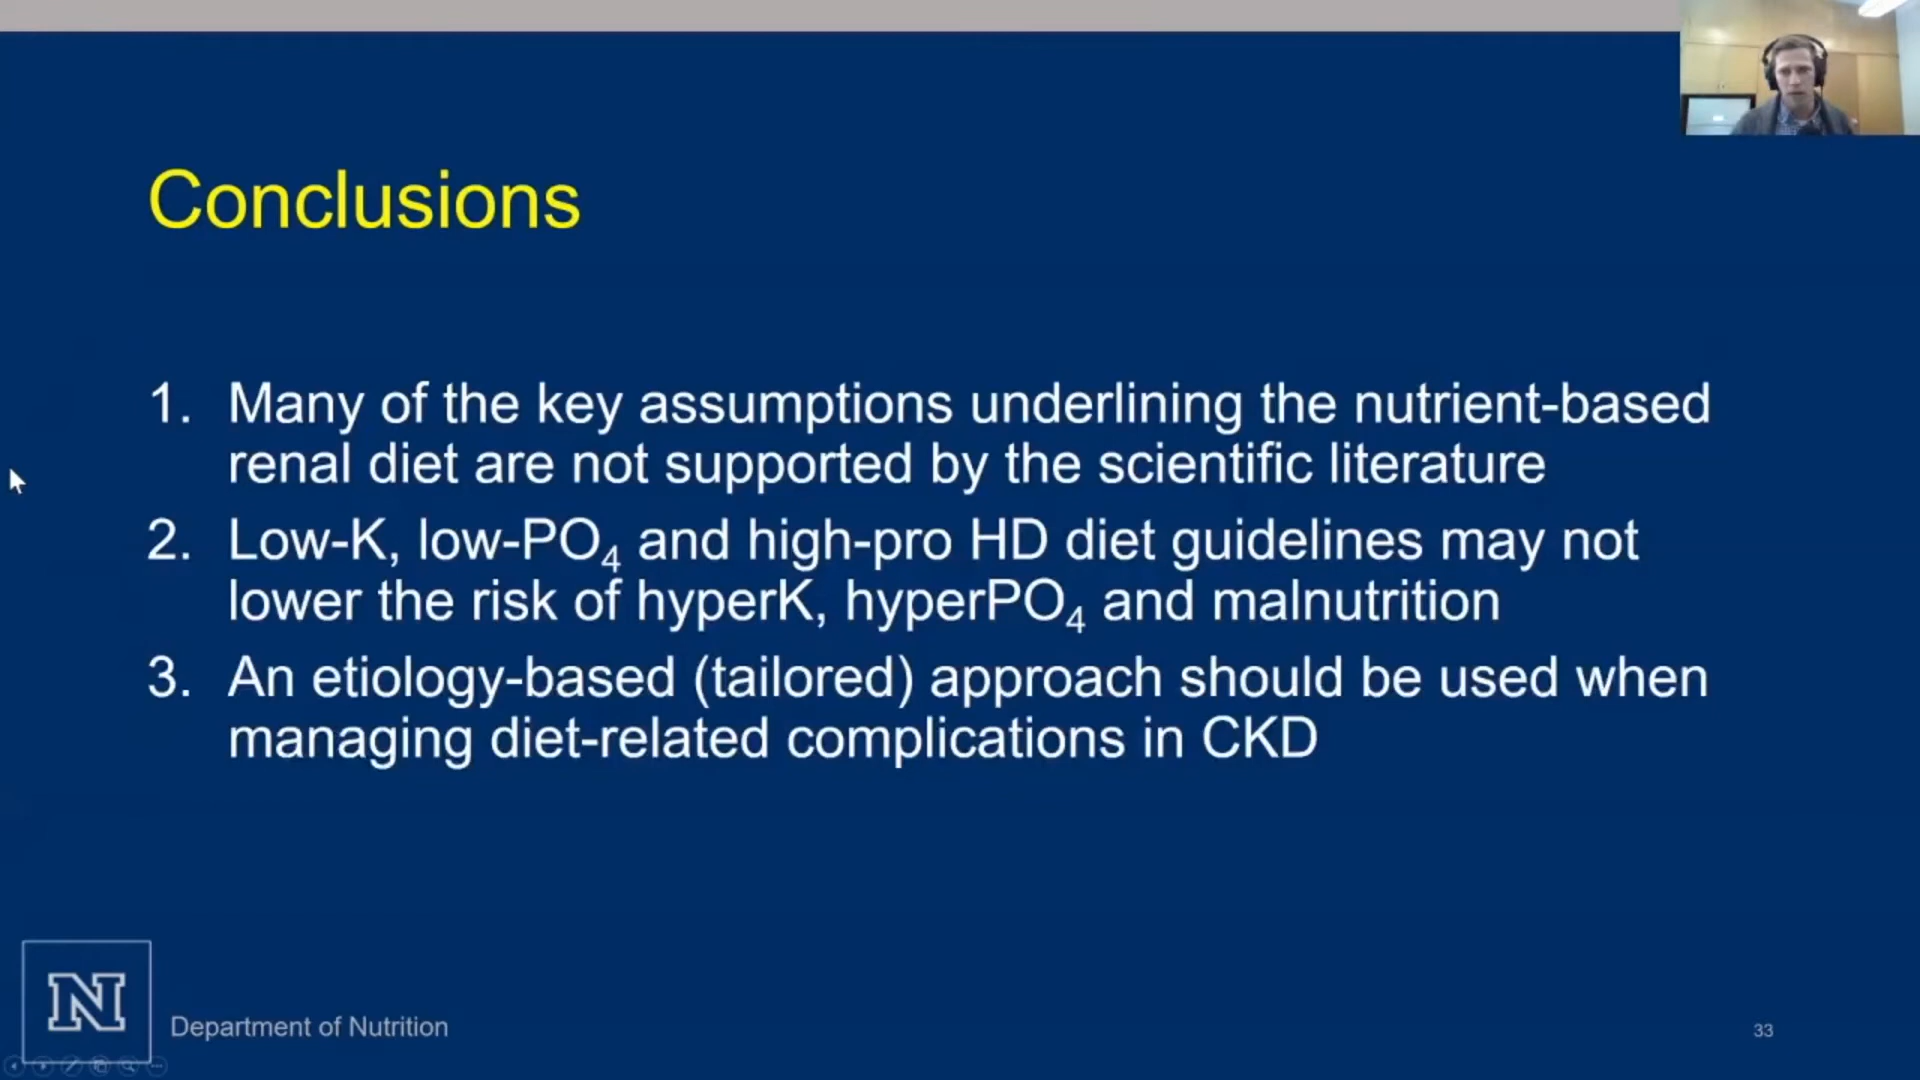 Conclusions
1. Many of the key assumptions underlining the nutrient-based
renal diet are not supported by the scientific literature
2. Low-K, low-PO₄ and high-pro HD diet guidelines may not
lower the risk of hyperK, hyperPO₄ and malnutrition
3. An etiology-based (tailored) approach should be used when
managing diet-related complications in CKD
N
Department of Nutrition
33